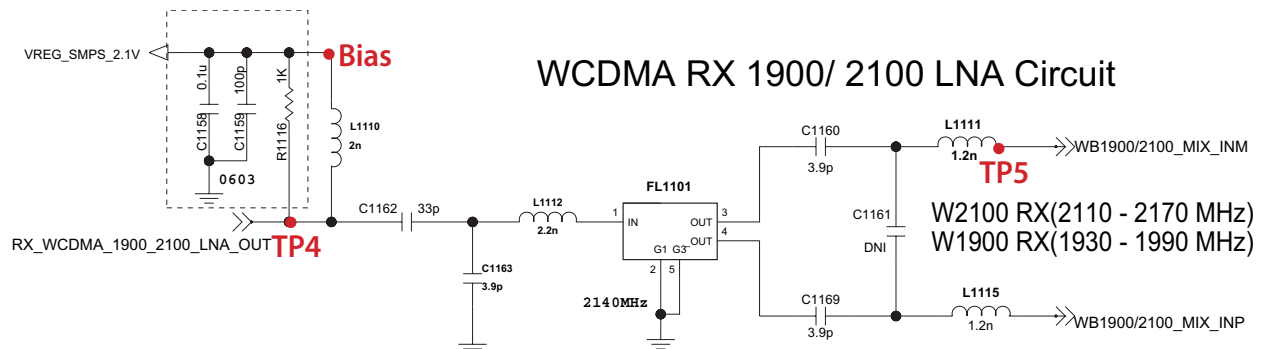 VREG_SMPS_2.1V
Bias
WCDMA RX 1900/ 2100 LNA Circuit
0.1u
100p
1K
C1158
C1159
R1116
L1110
2n
0603
RX_WCDMA_1900_2100_LNA_OUT
TP4
C1162
33p
C1163
3.9p
L1112
2.2n
FL1101
1
IN
OUT
3
OUT
4
G1
G3
2
5
2140MHz
C1160
3.9p
L1111
1.2n
TP5
WB1900/2100_MIX_INM
C1161
DNI
W2100 RX(2110 - 2170 MHz)
W1900 RX(1930 - 1990 MHz)
C1169
3.9p
L1115
1.2n
WB1900/2100_MIX_INP